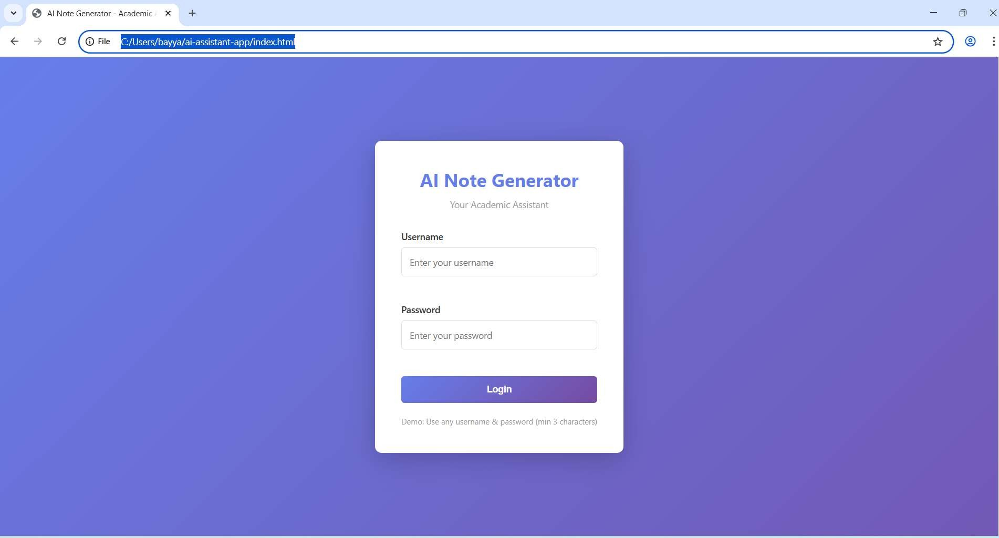 AI Note Generator - Academic
File
C:/Users/bayya/ai-assistant-app/index.html
AI Note Generator
Your Academic Assistant
Username
Enter your username
Password
Enter your password
Login
Demo: Use any username & password (min 3 characters)